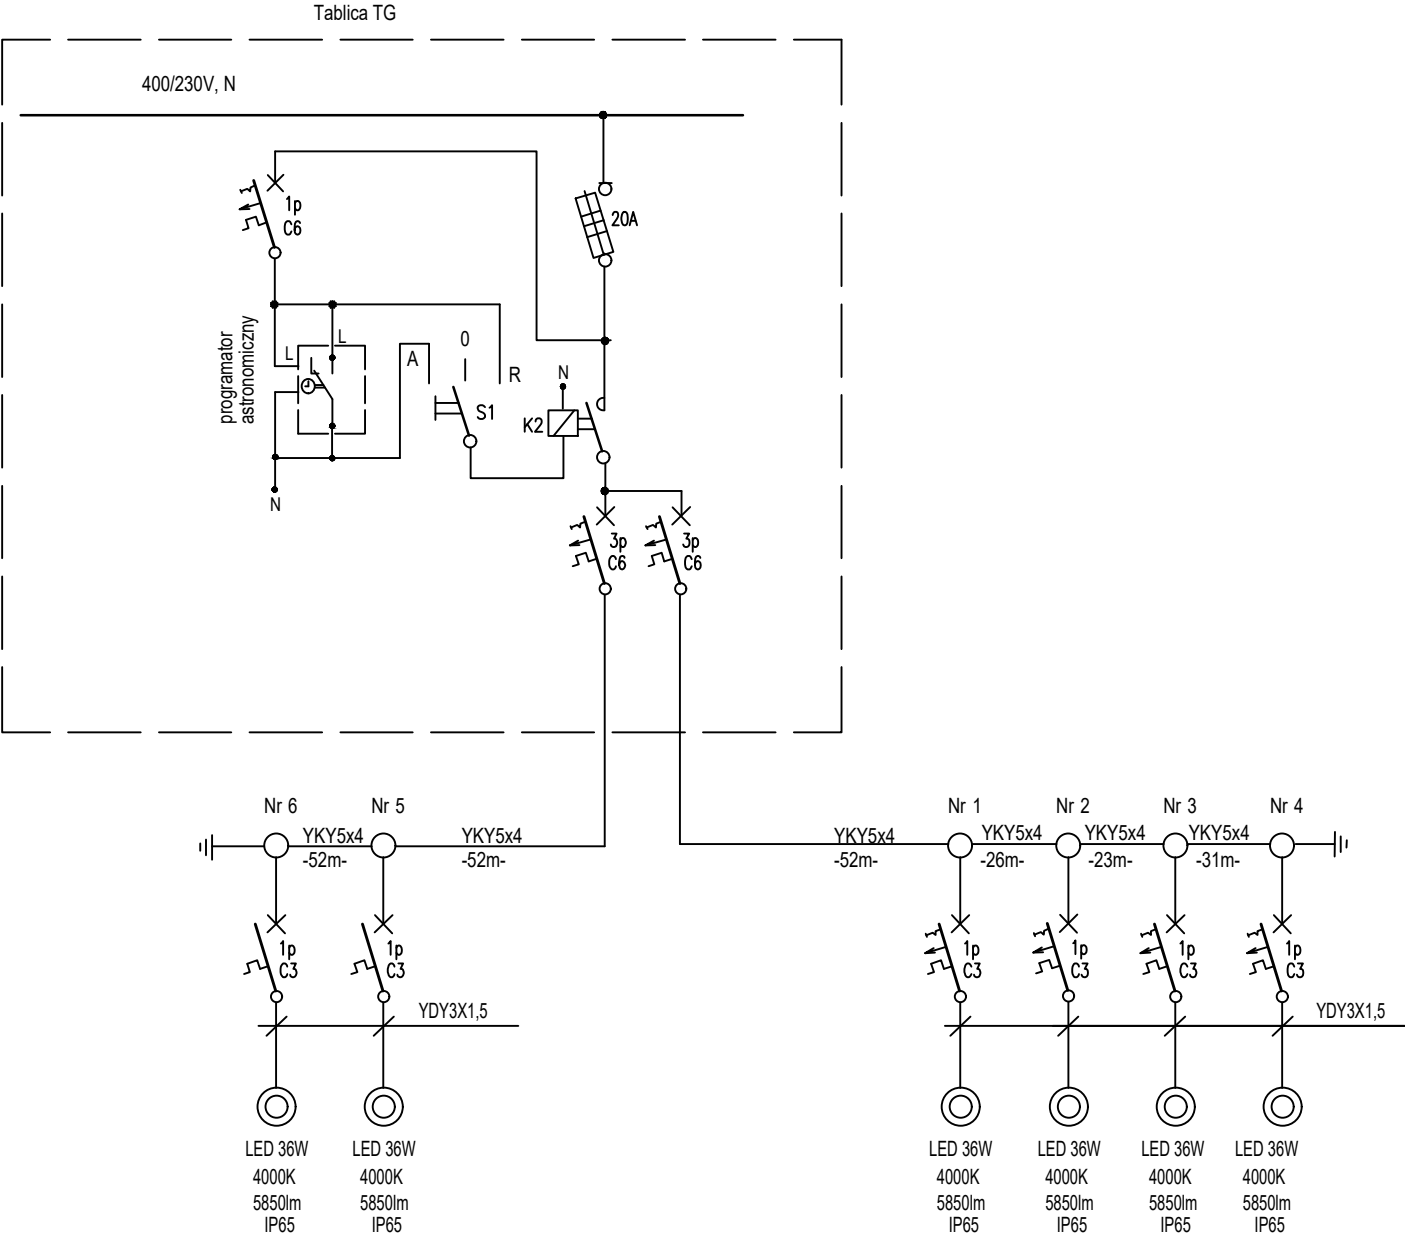 Tablica TG
400/230V, N
1p
C6
20A
programator
astronomiczny
L
L
A
0
R
S1
N
K2
N
3p
C6
3p
C6
Nr 6
Nr 5
YKY5x4
-52m-
YKY5x4
-52m-
Nr 1
Nr 2
Nr 3
Nr 4
YKY5x4
-52m-
YKY5x4
-26m-
YKY5x4
-23m-
YKY5x4
-31m-
1p
C3
1p
C3
1p
C3
1p
C3
1p
C3
1p
C3
YDY3X1,5
YDY3X1,5
LED 36W
4000K
5850lm
IP65
LED 36W
4000K
5850lm
IP65
LED 36W
4000K
5850lm
IP65
LED 36W
4000K
5850lm
IP65
LED 36W
4000K
5850lm
IP65
LED 36W
4000K
5850lm
IP65